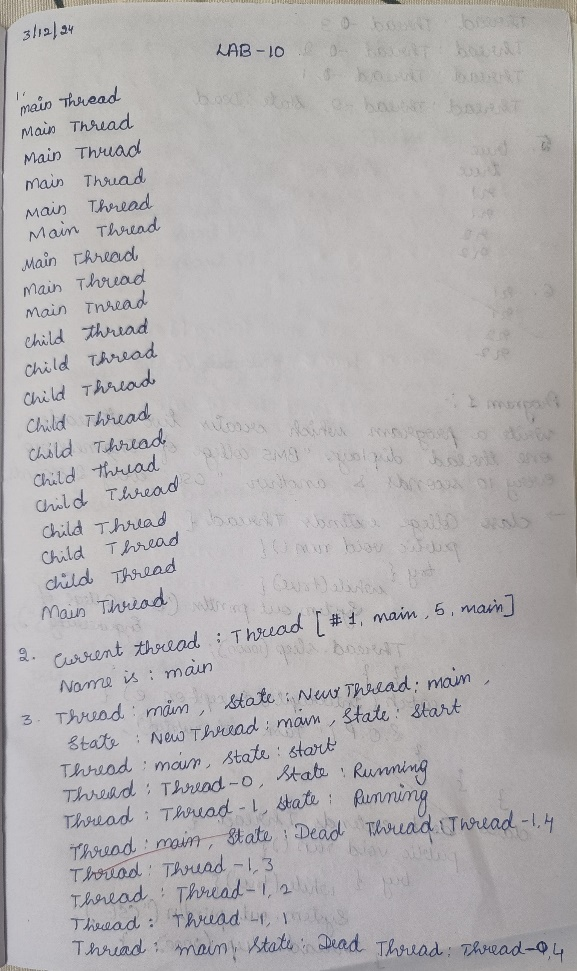 3/12/24
LAB-10
1.
Main Thread
Main Thread
Main Thread
Main Thread
Main Thread
Main Thread
Main Thread
Main Thread
Main Thread
Child Thread
Child Thread
Child Thread
Child Thread
Child Thread
Child Thread
Child Thread
Child Thread
Child Thread
Child Thread
Main Thread
2. Current thread : Thread [#1, main, 5, main]
Name is : main
3. Thread : main, State : New Thread : main,
State : New Thread : main, State : Start
Thread : main, State : Start
Thread : Thread-0, State : Running
Thread : Thread-1, State : Running
Thread : main, State : Dead Thread : Thread-1,4
Thread : Thread-1,3
Thread : Thread-1,2
Thread : Thread-1,1
Thread : main, State : Dead Thread : Thread-0,4